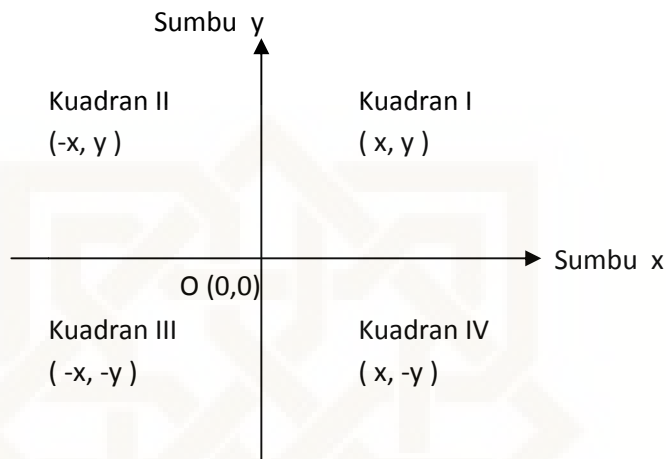 Sumbu y
Kuadran II
(-x, y )
Kuadran I
( x, y )
Sumbu x
O (0,0)
Kuadran III
( -x, -y )
Kuadran IV
( x, -y )